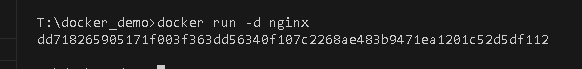 T:\docker_demo>docker run -d nginx
dd718265905171f003f363dd56340f107c2268ae483b9471ea1201c52d5df112